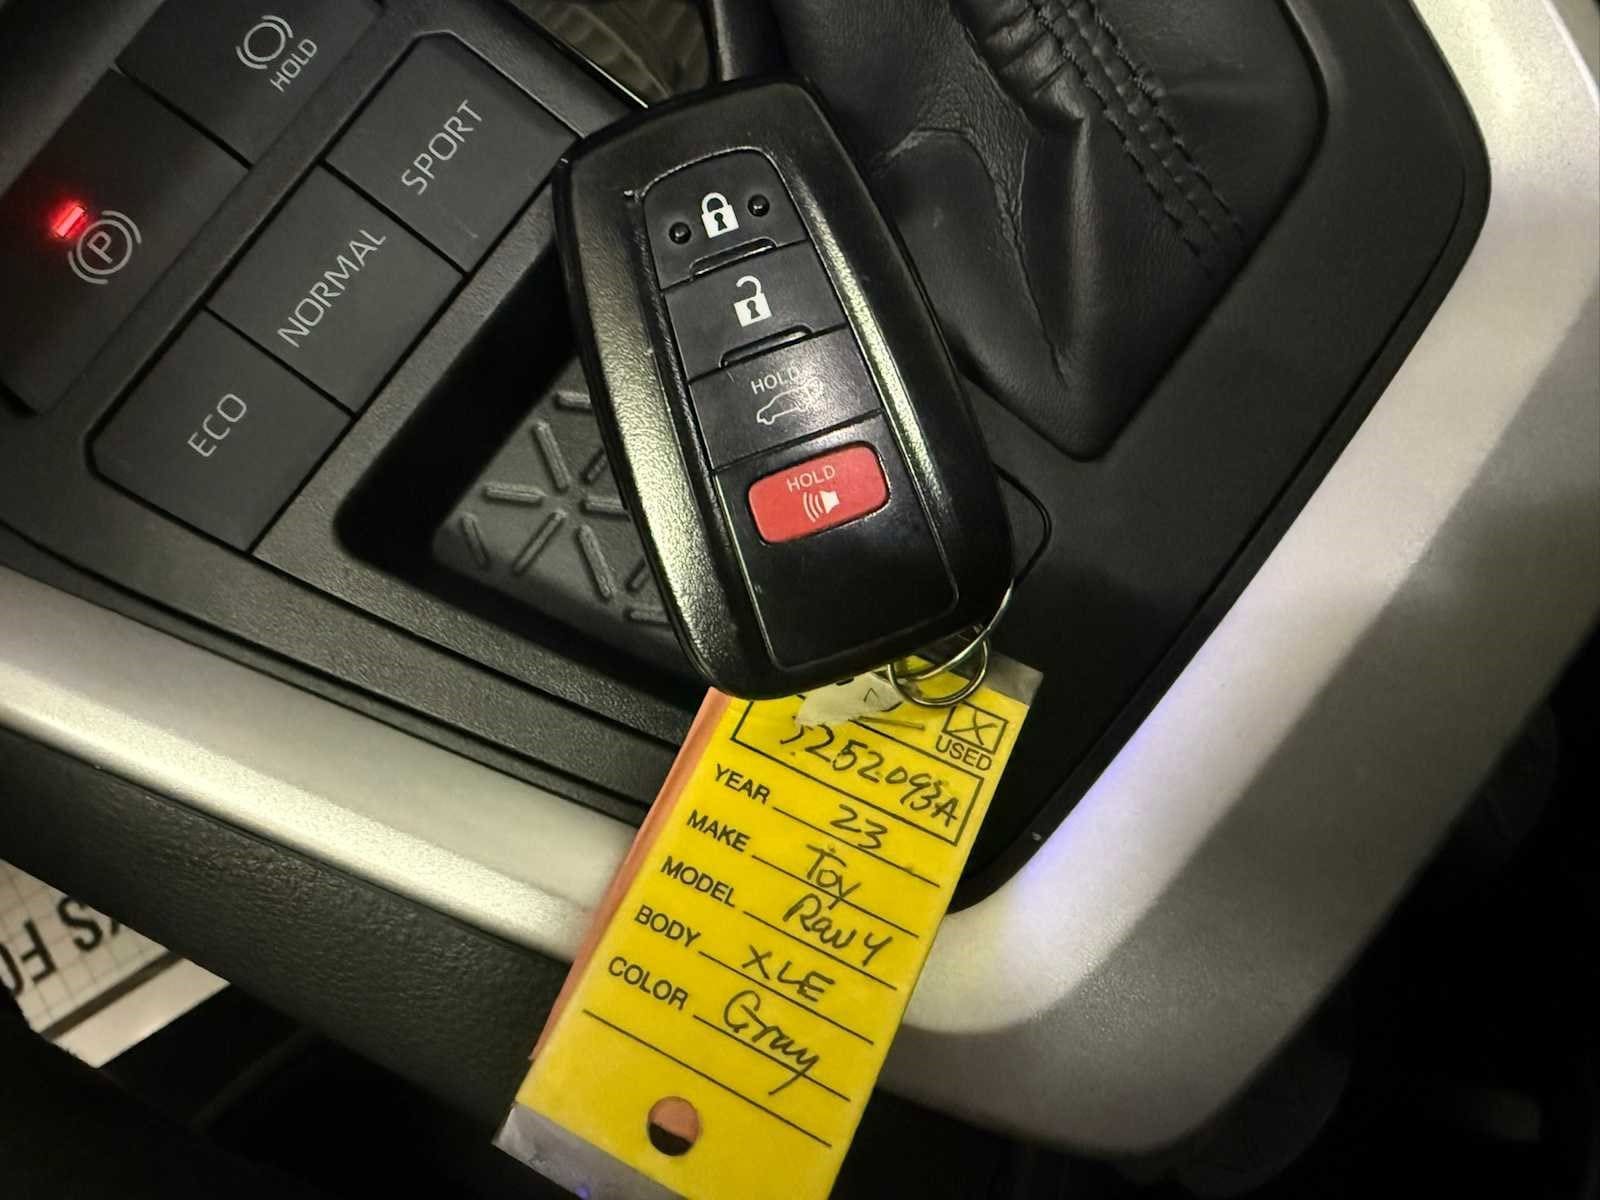 HOLD
SPORT
NORMAL
ECO
P
HOLD
HOLD
USED
5252093A
YEAR 23
MAKE Toy
MODEL Rav4
BODY XLE
COLOR Gray